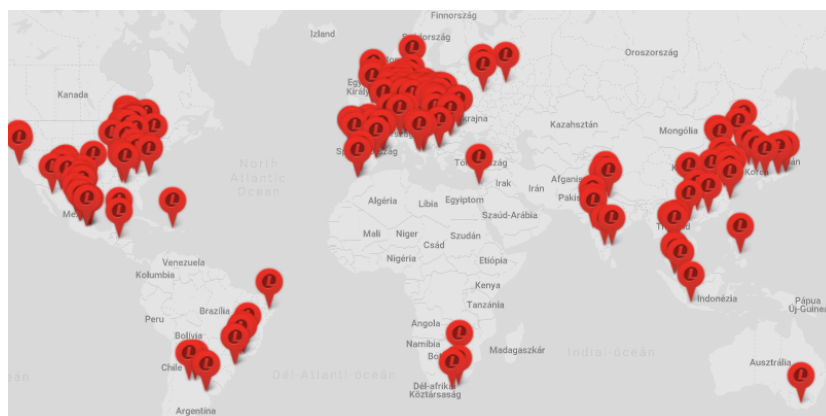 Finnország
Izland
Oroszország
Kanada
Kazahsztán
Mongólia
North
Atlantic
Ocean
Irak
Irán
Algéria
Líbia
Egyiptom
Szaúd-Arábia
Mali
Niger
Csád
Szudán
Nigéria
Etiópia
Venezuela
Kolumbia
Kenya
Indonézia
Pápua
Új-Guinea
Tanzánia
Peru
Brazília
Angola
Bolívia
Namíbia
Madagaszkár
Indiai-óceán
Chile
Ausztrália
Dél-Atlanti-óceán
Dél-afrikai
Köztársaság
Argentína